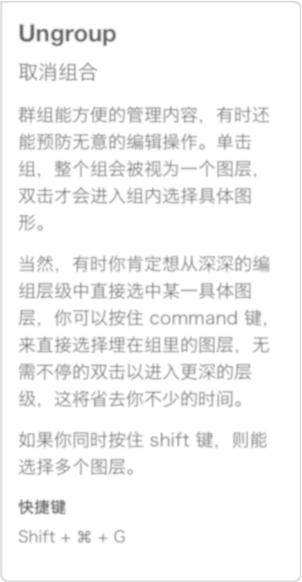 Ungroup
取消组合
群组能方便的管理内容，有时还
能预防无意的编辑操作。单击
组，整个组会被视为一个图层，
双击才会进入组内选择具体图
形。
当然，有时你肯定想从深深的编
组层级中直接选中某一具体图
层，你可以按住 command 键，
来直接选择埋在组里的图层，无
需不停的双击以进入更深的层
级，这将省去你不少的时间。
如果你同时按住 shift 键，则能
选择多个图层。
快捷键
Shift + ⌘ + G